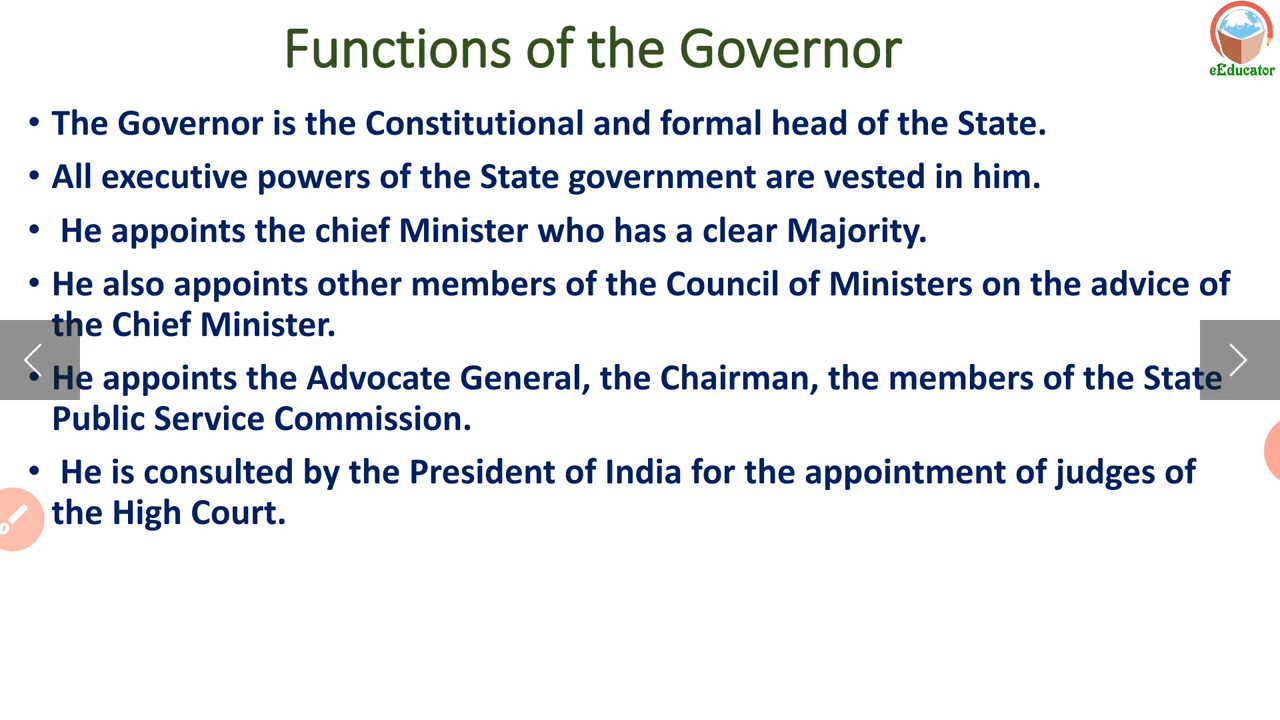 Functions of the Governor
eEducator
• The Governor is the Constitutional and formal head of the State.
• All executive powers of the State government are vested in him.
• He appoints the chief Minister who has a clear Majority.
• He also appoints other members of the Council of Ministers on the advice of
the Chief Minister.
• He appoints the Advocate General, the Chairman, the members of the State
Public Service Commission.
• He is consulted by the President of India for the appointment of judges of
the High Court.